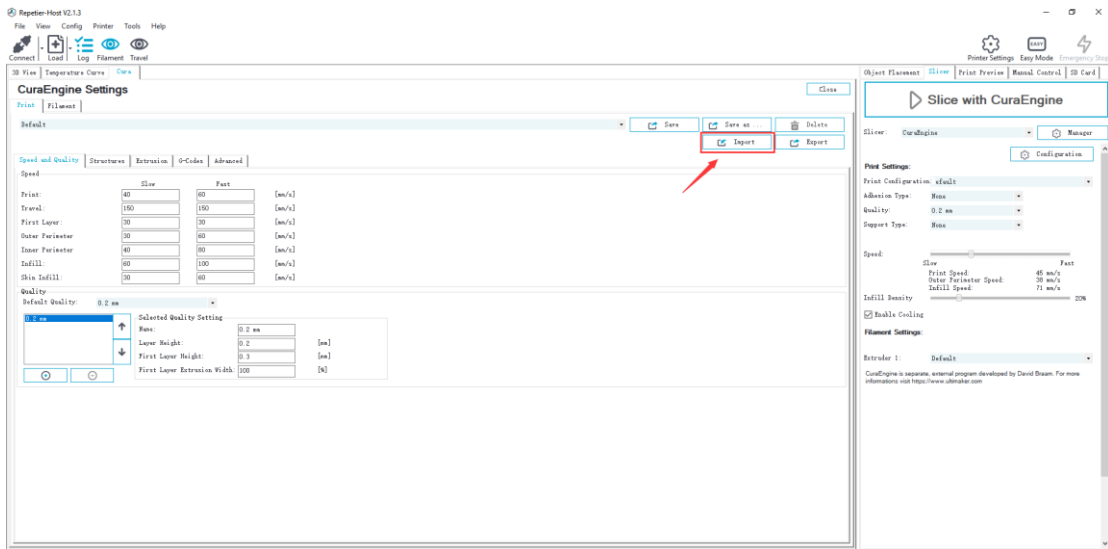 Repetier-Host V2.1.3
File View Config Printer Tools Help
Connect Load Log Filament Travel
Printer Settings EASY Easy Mode Emergency Stop
3D View Temperature Curve Cura
Object Placement Slicer Print Preview Manual Control SD Card
CuraEngine Settings
Close
Print Filament
Default
Save Save as ... Delete
Import Export
Speed and Quality Structures Extrusion G-Codes Advanced
Speed
Slow Fast
Print: 40 60 [mm/s]
Travel: 150 150 [mm/s]
First Layer: 30 30 [mm/s]
Outer Perimeter 30 60 [mm/s]
Inner Perimeter 40 80 [mm/s]
Infill: 60 100 [mm/s]
Skin Infill: 30 60 [mm/s]
Quality
Default Quality: 0.2 mm
0.2 mm
Selected Quality Setting
Name: 0.2 mm
Layer Height: 0.2 [mm]
First Layer Height: 0.3 [mm]
First Layer Extrusion Width: 100 [%]
Slice with CuraEngine
Slicer: CuraEngine Manager
Configuration
Print Settings:
Print Configuration: efault
Adhesion Type: None
Quality: 0.2 mm
Support Type: None
Speed:
Slow Fast
Print Speed: 45 mm/s
Outer Perimeter Speed: 38 mm/s
Infill Speed: 71 mm/s
Infill Density 20%
Enable Cooling
Filament Settings:
Extruder 1: Default
CuraEngine is separate, external program developed by David Braam. For more
informations visit https://www.ultimaker.com